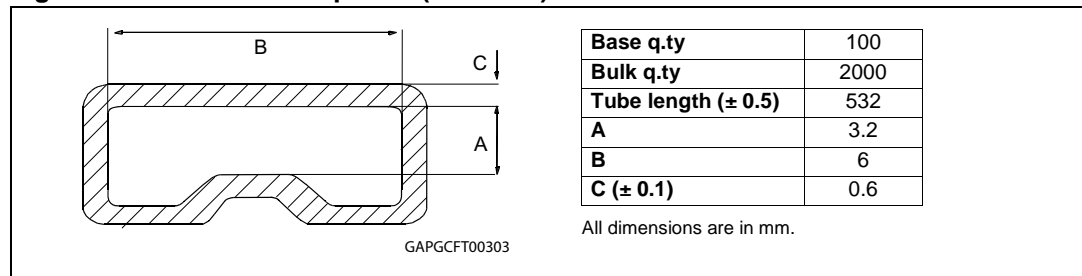 B
C
A
GAPGCFT00303
Base q.ty 100
Bulk q.ty 2000
Tube length (± 0.5) 532
A 3.2
B 6
C (± 0.1) 0.6
All dimensions are in mm.